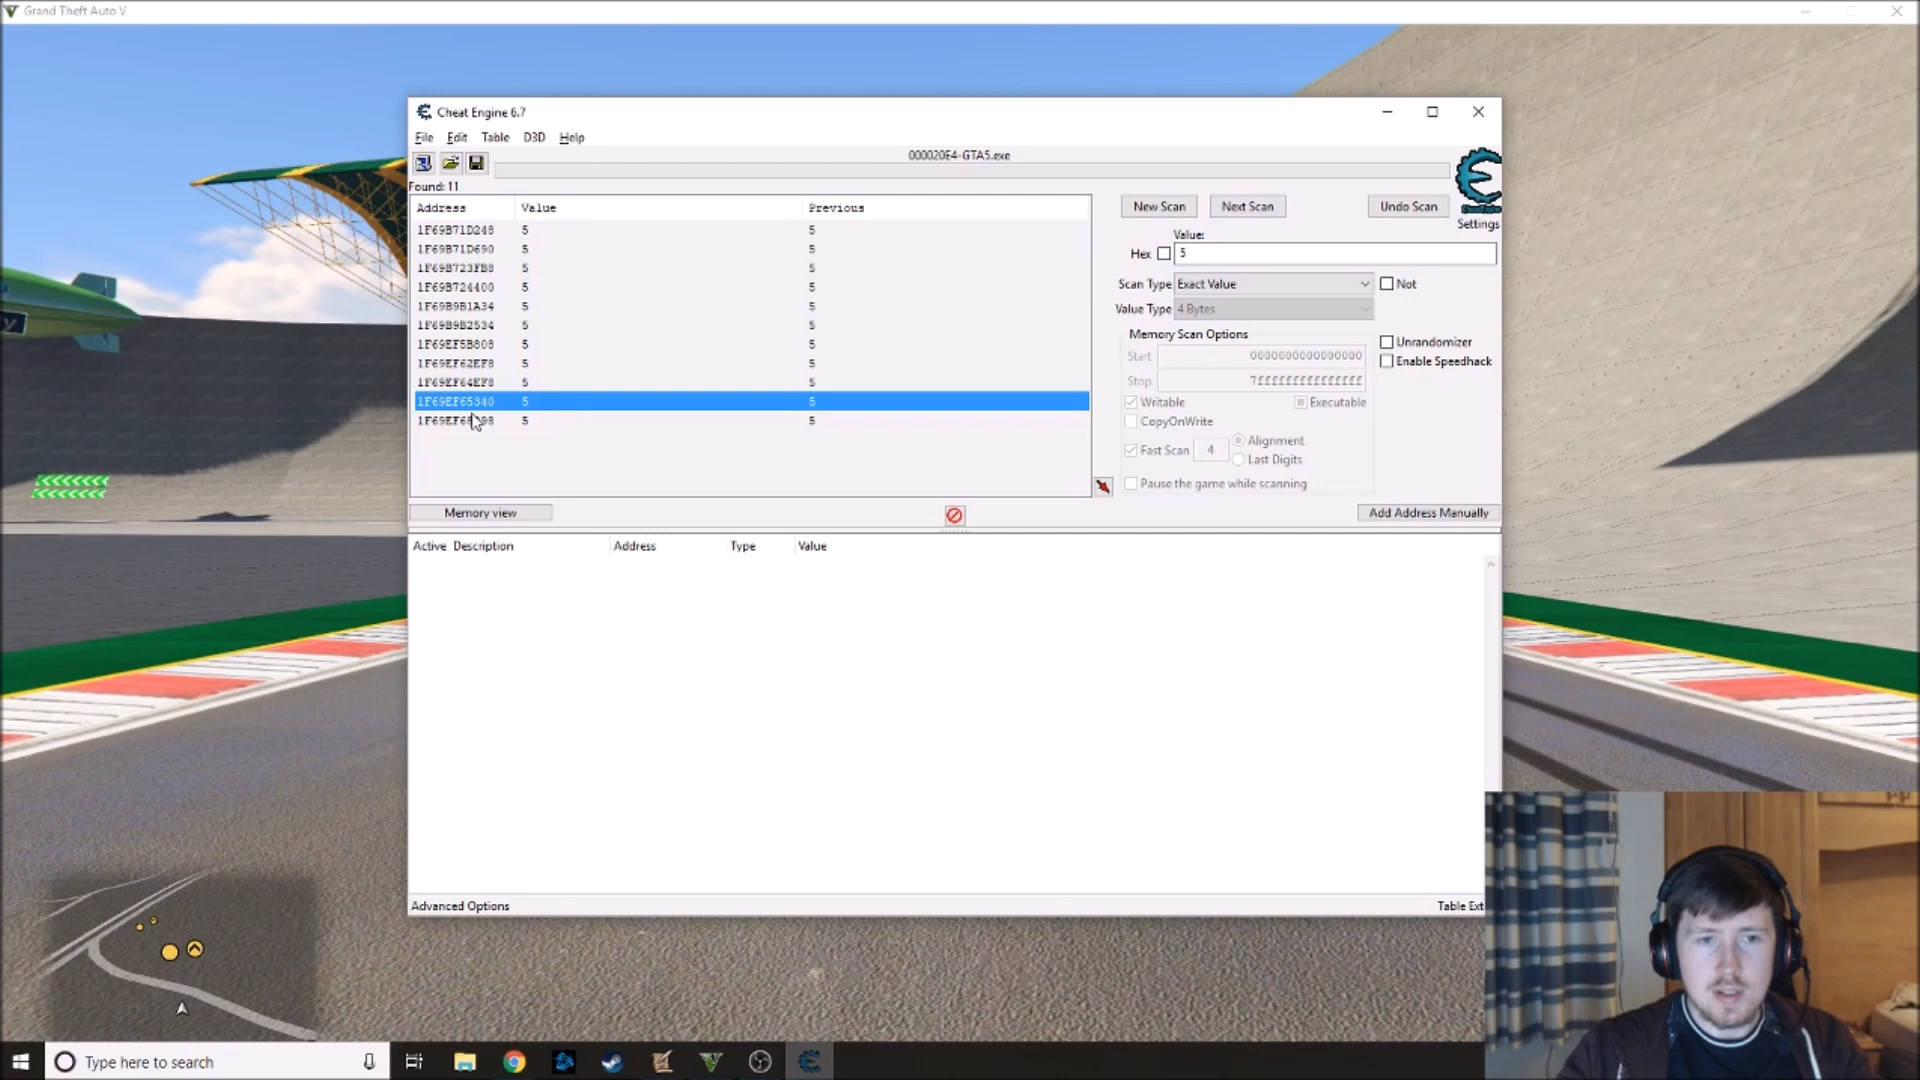 Grand Theft Auto V
Cheat Engine 6.7
File Edit Table D3D Help
000020E4-GTA5.exe
Found: 11
Address Value Previous
1F69B71D248 5 5
1F69B71D690 5 5
1F69B723FB8 5 5
1F69B724400 5 5
1F69B9B1A34 5 5
1F69B9B2534 5 5
1F69EF5B808 5 5
1F69EF62EF8 5 5
1F69EF64EF8 5 5
1F69EF65340 5 5
5 5
New Scan Next Scan Undo Scan
Settings
Value:
Hex 5
Scan Type Exact Value Not
Value Type 4 Bytes
Memory Scan Options
Start 0000000000000000
Stop 7fffffffffffffff
Unrandomizer
Enable Speedhack
Writable Executable
CopyOnWrite
Fast Scan 4 Alignment
Last Digits
Pause the game while scanning
Memory view Add Address Manually
Active Description Address Type Value
Advanced Options Table Ext
Type here to search